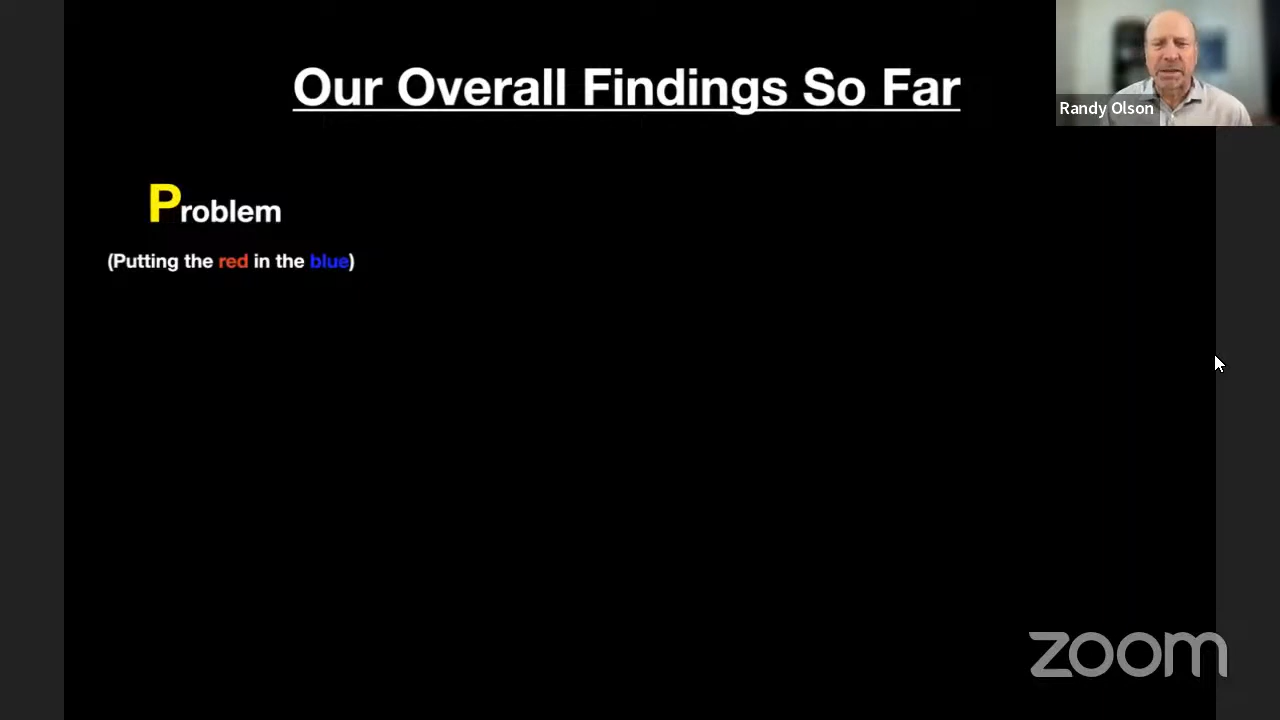 Our Overall Findings So Far
Randy Olson
Problem
(Putting the red in the blue)
zoom